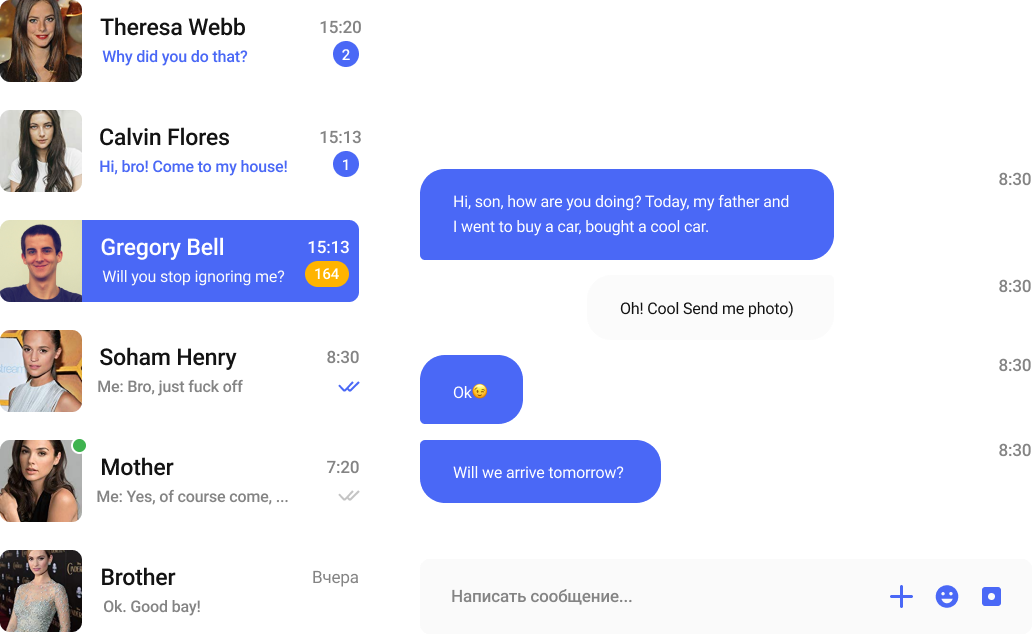 Theresa Webb 15:20
Why did you do that? 2
Calvin Flores 15:13
Hi, bro! Come to my house! 1
Gregory Bell 15:13
Will you stop ignoring me? 164
Soham Henry 8:30
Me: Bro, just fuck off
Mother 7:20
Me: Yes, of course come, ...
Brother Вчера
Ok. Good bay!
8:30
Hi, son, how are you doing? Today, my father and
I went to buy a car, bought a cool car.
8:30
Oh! Cool Send me photo)
8:30
Ok😉
8:30
Will we arrive tomorrow?
Написать сообщение...